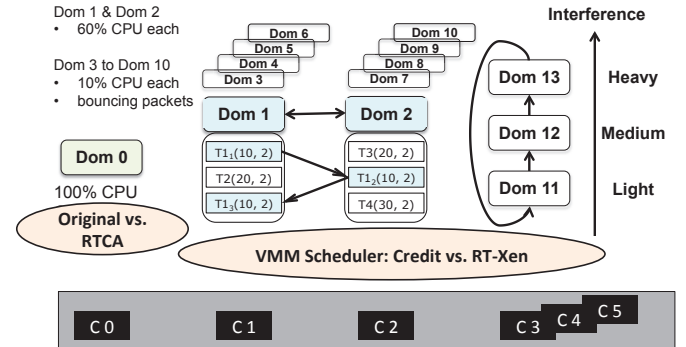 Dom 1 & Dom 2
• 60% CPU each
Dom 3 to Dom 10
• 10% CPU each
• bouncing packets
Dom 6
Dom 5
Dom 4
Dom 3
Dom 10
Dom 9
Dom 8
Dom 7
Interference
Dom 1
Dom 2
Dom 13
Heavy
Dom 12
Medium
Dom 11
Light
Dom 0
100% CPU
T1₁(10, 2)
T2(20, 2)
T1₃(10, 2)
T3(20, 2)
T1₂(10, 2)
T4(30, 2)
Original vs.
RTCA
VMM Scheduler: Credit vs. RT-Xen
C 0
C 1
C 2
C 3
C 4
C 5